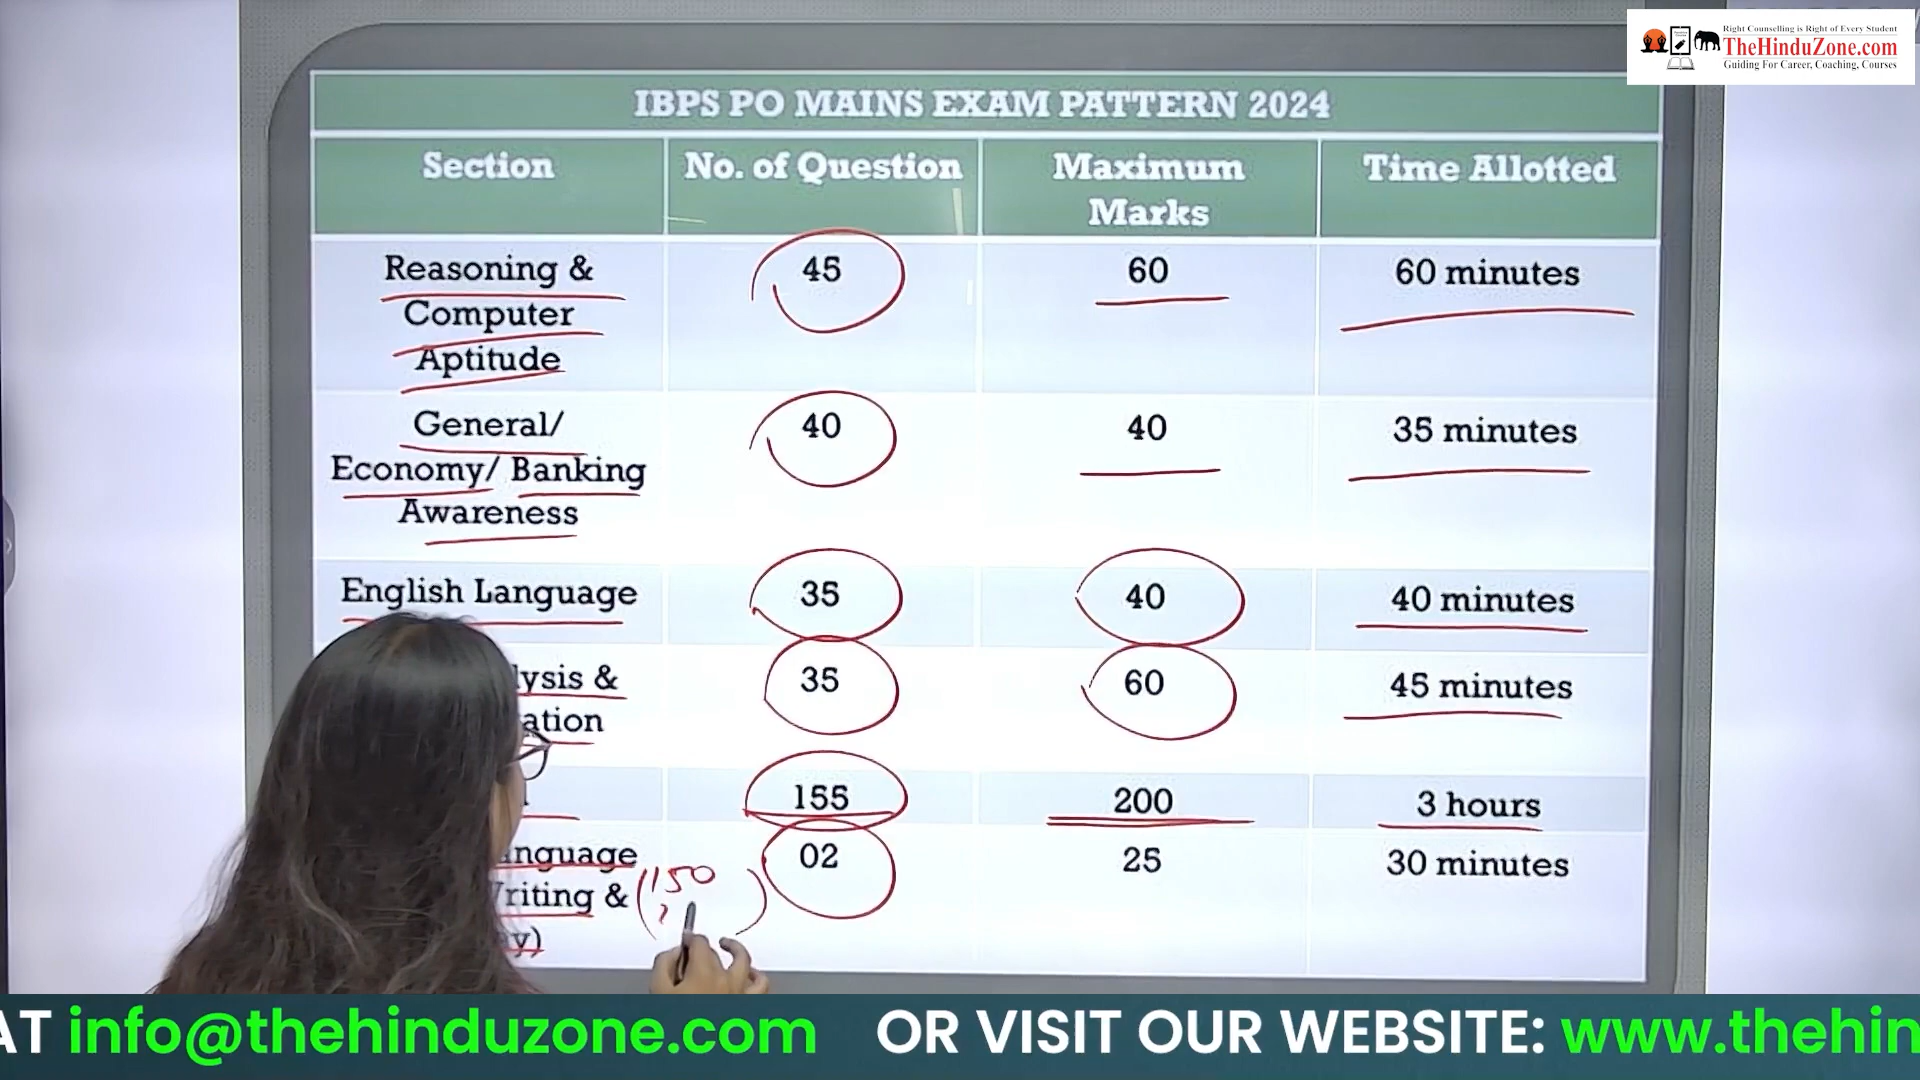 Right Counselling is Right of Every Student
TheHinduZone.com
Guiding For Career, Coaching, Courses
IBPS PO MAINS EXAM PATTERN 2024
Section No. of Question Maximum Marks Time Allotted
Reasoning & Computer Aptitude 45 60 60 minutes
General/ Economy/ Banking Awareness 40 40 35 minutes
English Language 35 40 40 minutes
lysis & ation 35 60 45 minutes
155 200 3 hours
nguage riting & y) 02 25 30 minutes
(150
AT info@thehinduzone.com OR VISIT OUR WEBSITE: www.thehin